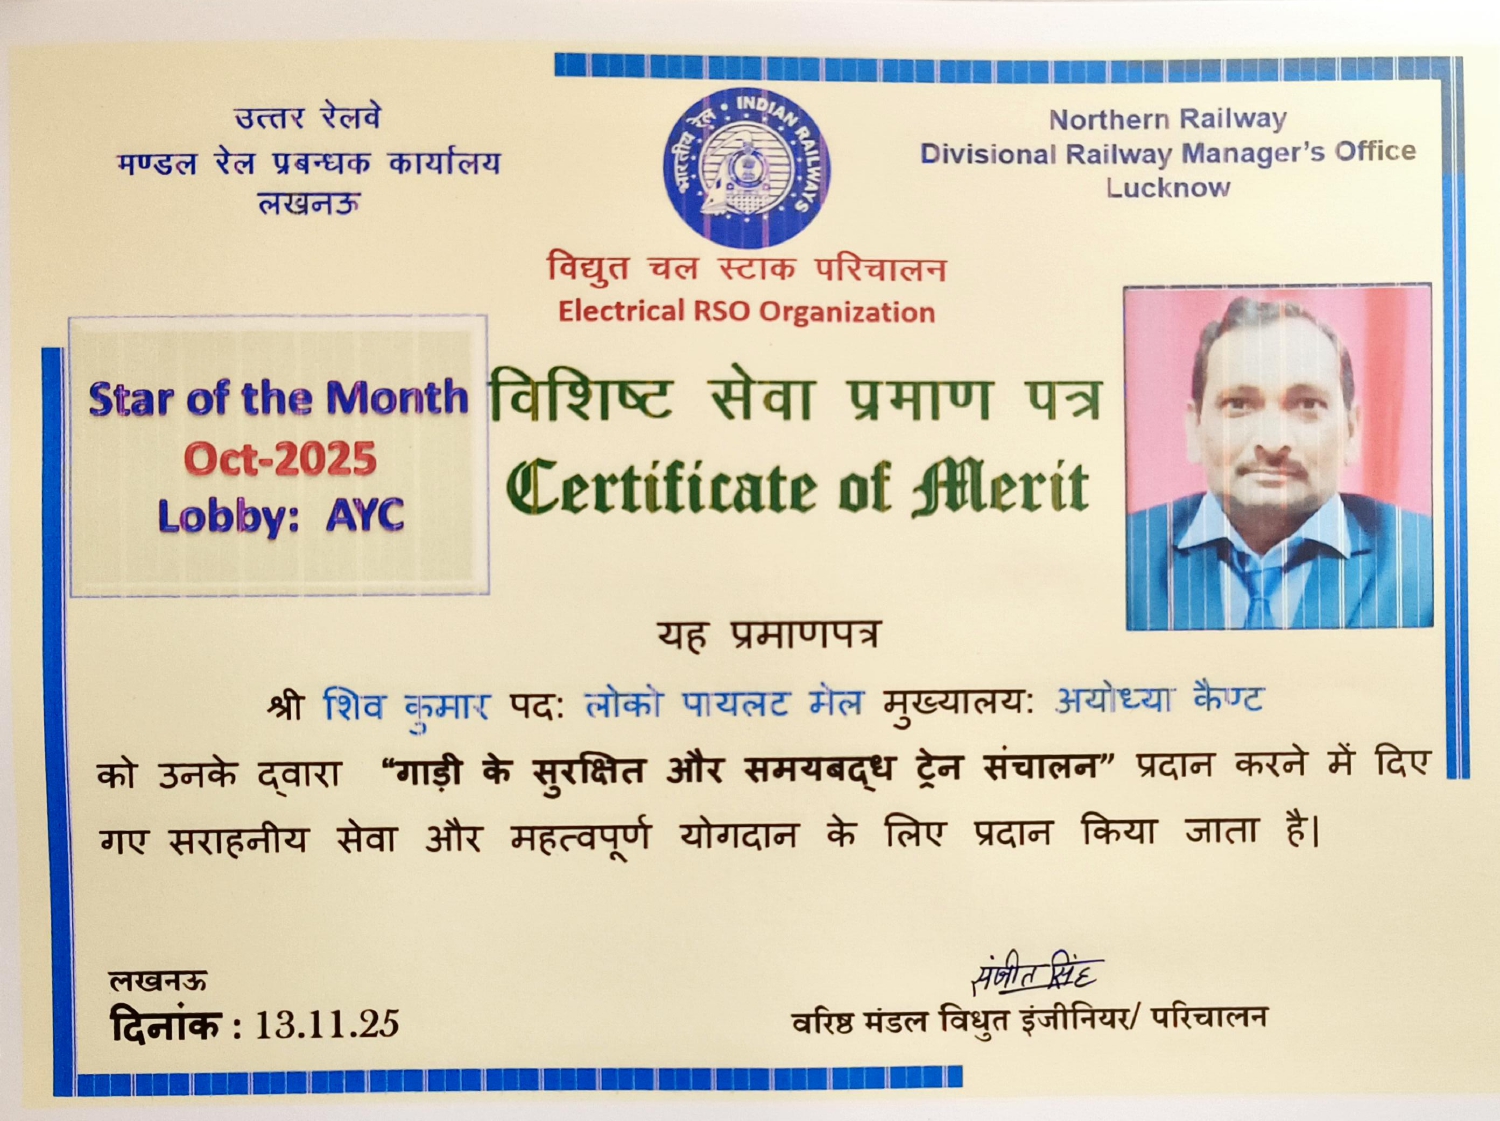 उत्तर रेलवे
मण्डल रेल प्रबन्धक कार्यालय
लखनऊ
भारतीय रेल • INDIAN RAILWAYS
Northern Railway
Divisional Railway Manager's Office
Lucknow
विद्युत चल स्टाक परिचालन
Electrical RSO Organization
Star of the Month
Oct-2025
Lobby: AYC
विशिष्ट सेवा प्रमाण पत्र
Certificate of Merit
यह प्रमाणपत्र
श्री शिव कुमार पद: लोको पायलट मेल मुख्यालय: अयोध्या कैण्ट
को उनके द्वारा “गाड़ी के सुरक्षित और समयबद्ध ट्रेन संचालन” प्रदान करने में दिए
गए सराहनीय सेवा और महत्वपूर्ण योगदान के लिए प्रदान किया जाता है।
लखनऊ
दिनांक : 13.11.25
संजीत सिंह
वरिष्ठ मंडल विधुत इंजीनियर/ परिचालन